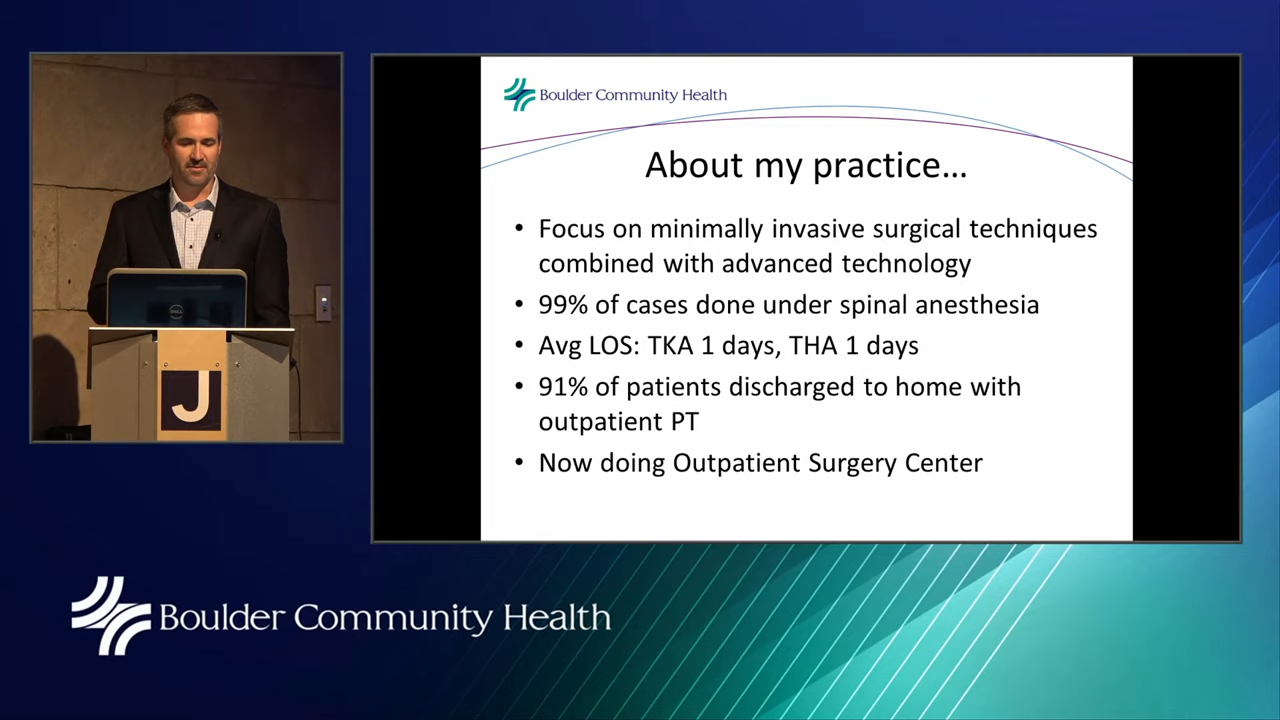 Boulder Community Health
About my practice…
• Focus on minimally invasive surgical techniques
combined with advanced technology
• 99% of cases done under spinal anesthesia
• Avg LOS: TKA 1 days, THA 1 days
• 91% of patients discharged to home with
outpatient PT
• Now doing Outpatient Surgery Center
DELL
J
Boulder Community Health